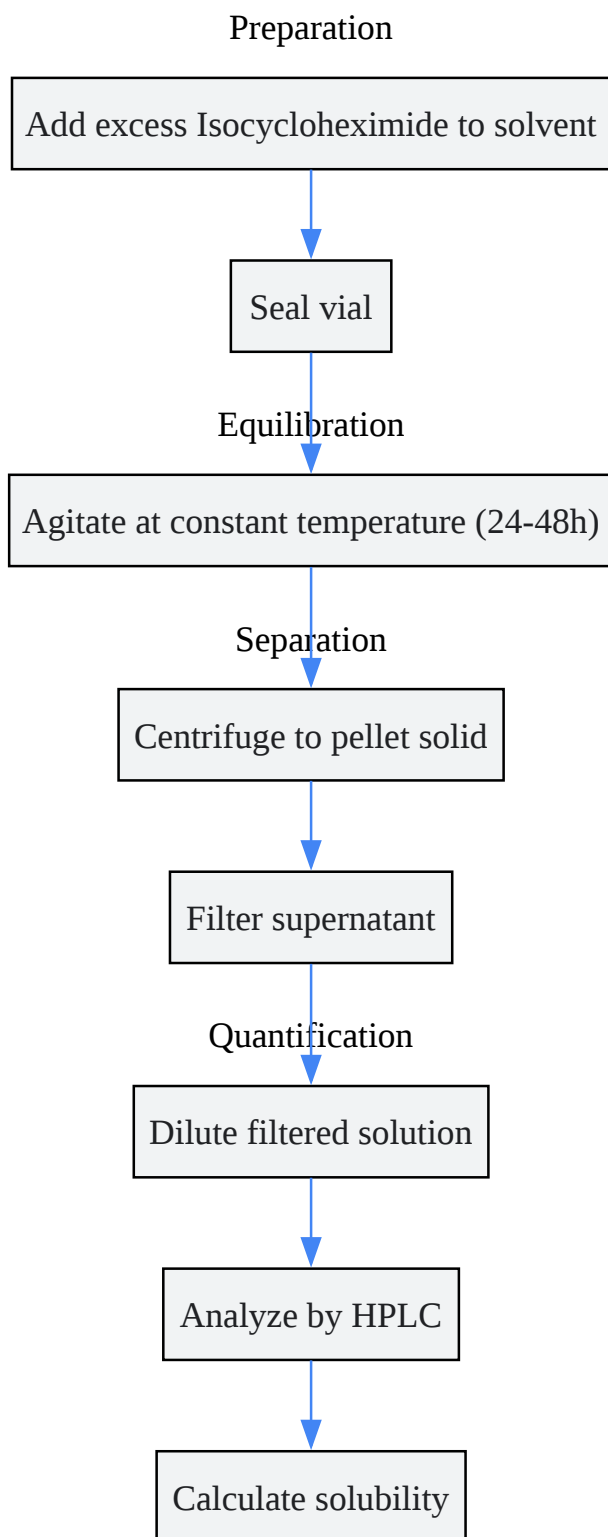 Preparation
Add excess Isocycloheximide to solvent
Seal vial
Equilibration
Agitate at constant temperature (24-48h)
Separation
Centrifuge to pellet solid
Filter supernatant
Quantification
Dilute filtered solution
Analyze by HPLC
Calculate solubility